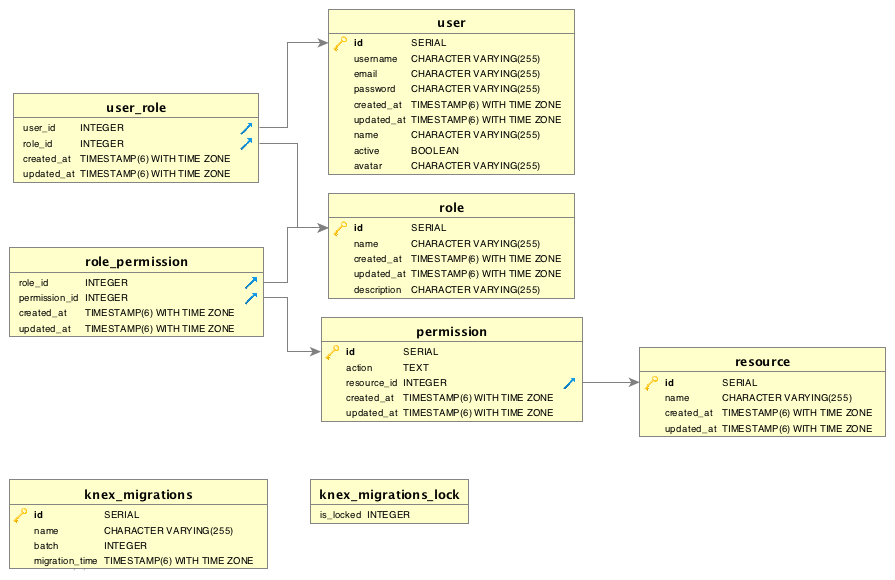 user
id SERIAL
username CHARACTER VARYING(255)
email CHARACTER VARYING(255)
password CHARACTER VARYING(255)
created_at TIMESTAMP(6) WITH TIME ZONE
updated_at TIMESTAMP(6) WITH TIME ZONE
name CHARACTER VARYING(255)
active BOOLEAN
avatar CHARACTER VARYING(255)
user_role
user_id INTEGER
role_id INTEGER
created_at TIMESTAMP(6) WITH TIME ZONE
updated_at TIMESTAMP(6) WITH TIME ZONE
role
id SERIAL
name CHARACTER VARYING(255)
created_at TIMESTAMP(6) WITH TIME ZONE
updated_at TIMESTAMP(6) WITH TIME ZONE
description CHARACTER VARYING(255)
role_permission
role_id INTEGER
permission_id INTEGER
created_at TIMESTAMP(6) WITH TIME ZONE
updated_at TIMESTAMP(6) WITH TIME ZONE
permission
id SERIAL
action TEXT
resource_id INTEGER
created_at TIMESTAMP(6) WITH TIME ZONE
updated_at TIMESTAMP(6) WITH TIME ZONE
resource
id SERIAL
name CHARACTER VARYING(255)
created_at TIMESTAMP(6) WITH TIME ZONE
updated_at TIMESTAMP(6) WITH TIME ZONE
knex_migrations
id SERIAL
name CHARACTER VARYING(255)
batch INTEGER
migration_time TIMESTAMP(6) WITH TIME ZONE
knex_migrations_lock
is_locked INTEGER